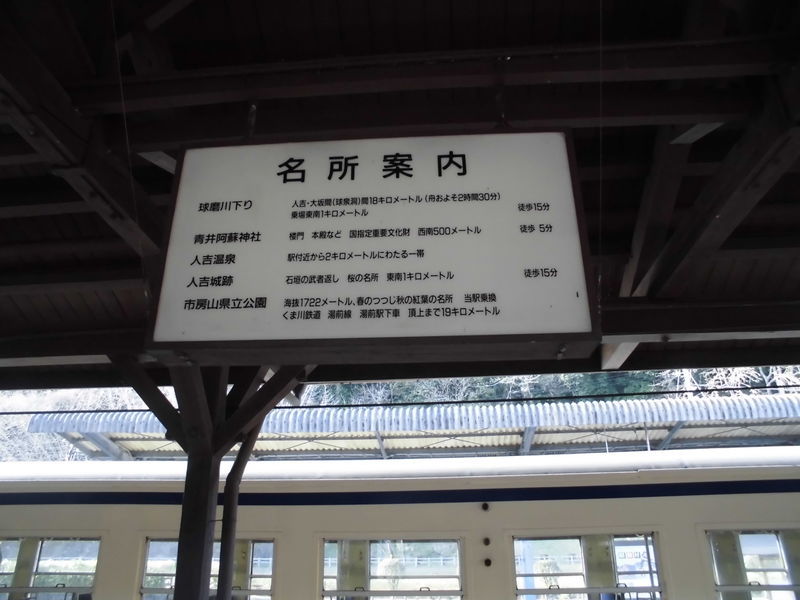 名所案内
球磨川下り 人吉・大坂間(球泉洞)間18キロメートル (舟およそ2時間30分)
乗場東南1キロメートル 徒歩15分
青井阿蘇神社 楼門 本殿など 国指定重要文化財 西南500メートル 徒歩 5分
人吉温泉 駅付近から2キロメートルにわたる一帯
人吉城跡 石垣の武者返し 桜の名所 東南1キロメートル 徒歩15分
市房山県立公園 海抜1722メートル、春のつつじ秋の紅葉の名所 当駅乗換
くま川鉄道 湯前線 湯前駅下車 頂上まで19キロメートル